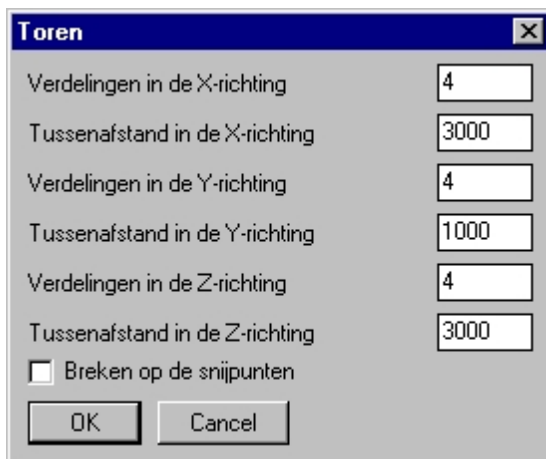 Toren
Verdelingen in de X-richting 4
Tussenafstand in de X-richting 3000
Verdelingen in de Y-richting 4
Tussenafstand in de Y-richting 1000
Verdelingen in de Z-richting 4
Tussenafstand in de Z-richting 3000
Breken op de snijpunten
OK Cancel